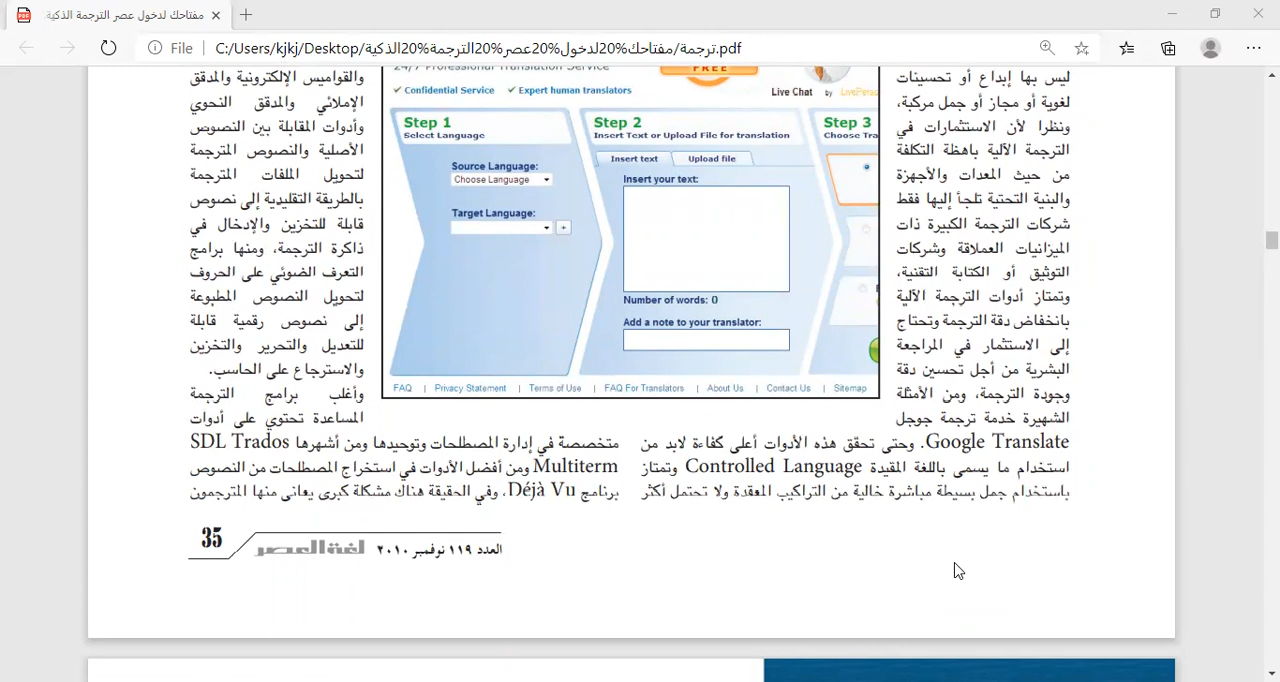 مفتاحك لدخول عصر الترجمة الذكية.
File
C:/Users/kjkj/Desktop/ترجمة/مفتاحك%20لدخول%20عصر%20الترجمة%20الذكية.pdf
ليس بها إبداع أو تحسينات
لغوية أو مجاز أو جمل مركبة،
ونظرا لأن الاستثمارات في
الترجمة الآلية باهظة التكلفة
من حيث المعدات والأجهزة
والبنية التحتية تلجأ إليها فقط
شركات الترجمة الكبيرة ذات
الميزانيات العملاقة وشركات
التوثيق أو الكتابة التقنية،
وتمتاز أدوات الترجمة الآلية
بانخفاض دقة الترجمة وتحتاج
إلى الاستثمار في المراجعة
البشرية من أجل تحسين دقة
وجودة الترجمة، ومن الأمثلة
الشهيرة خدمة ترجمة جوجل
Google Translate. وحتى تحقق هذه الأدوات أعلى كفاءة لابد من
استخدام ما يسمى باللغة المقيدة Controlled Language وتمتاز
باستخدام جمل بسيطة مباشرة خالية من التراكيب المعقدة ولا تحتمل أكثر
24/7 Professional Translation Service
FREE
Confidential Service
Expert human translators
Live Chat by LivePerso
Step 1
Select Language
Source Language:
Choose Language
Target Language:
+
Step 2
Insert Text or Upload File for translation
Insert text
Upload file
Insert your text:
Number of words: 0
Add a note to your translator:
Step 3
Choose Tra
FAQ | Privacy Statement | Terms of Use | FAQ For Translators | About Us | Contact Us | Sitemap
والقواميس الإلكترونية والمدقق
الإملائي والمدقق النحوي
وأدوات المقابلة بين النصوص
الأصلية والنصوص المترجمة
لتحويل الملفات المترجمة
بالطريقة التقليدية إلى نصوص
قابلة للتخزين والإدخال في
ذاكرة الترجمة، ومنها برامج
التعرف الضوئي على الحروف
لتحويل النصوص المطبوعة
إلى نصوص رقمية قابلة
للتعديل والتحرير والتخزين
والاسترجاع على الحاسب.
وأغلب برامج الترجمة
المساعدة تحتوي على أدوات
متخصصة في إدارة المصطلحات وتوحيدها ومن أشهرها SDL Trados
Multiterm ومن أفضل الأدوات في استخراج المصطلحات من النصوص
برنامج Déjà Vu، وفي الحقيقة هناك مشكلة كبرى يعاني منها المترجمون
العدد ١١٩ نوفمبر ٢٠١٠ لغة العصر 35